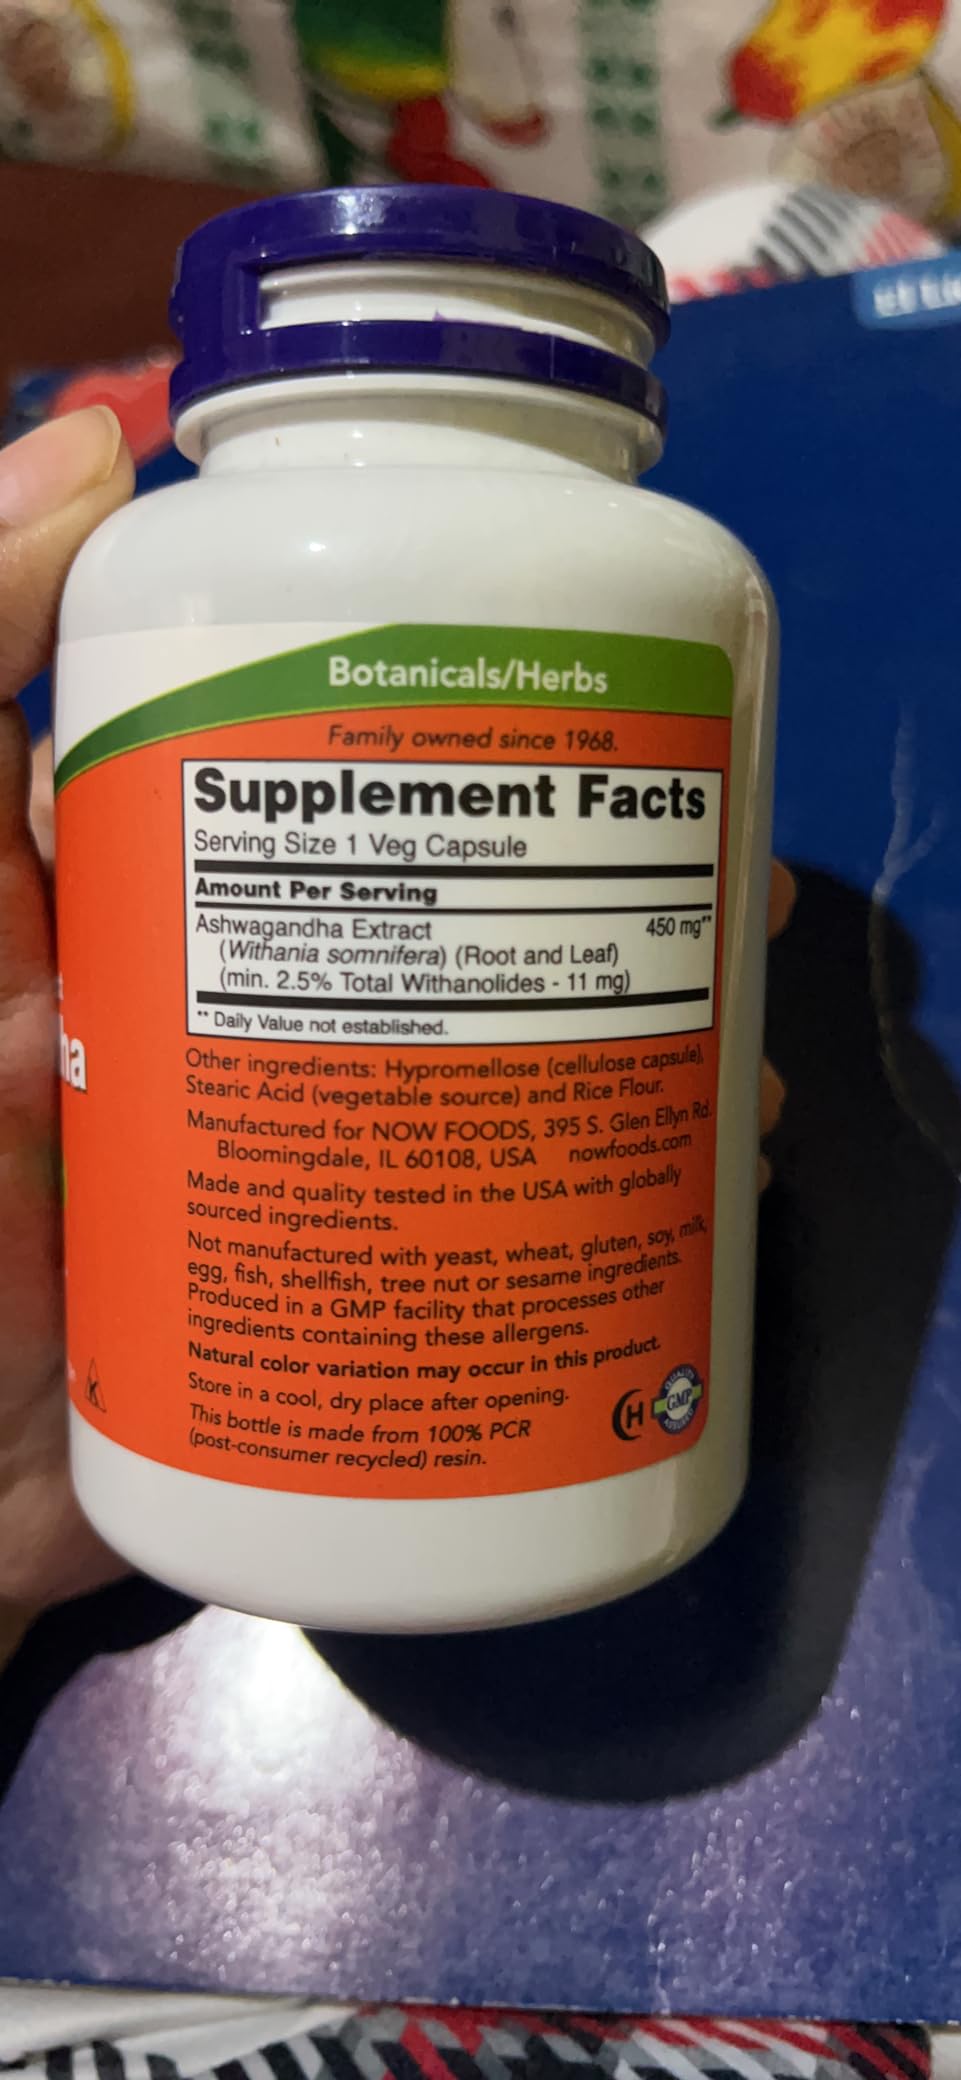 Botanicals/Herbs
Family owned since 1968.
Supplement Facts
Serving Size 1 Veg Capsule
Amount Per Serving
Ashwagandha Extract 450 mg**
(Withania somnifera) (Root and Leaf)
(min. 2.5% Total Withanolides - 11 mg)
** Daily Value not established.
Other ingredients: Hypromellose (cellulose capsule),
Stearic Acid (vegetable source) and Rice Flour.
Manufactured for NOW FOODS, 395 S. Glen Ellyn Rd.
Bloomingdale, IL 60108, USA nowfoods.com
Made and quality tested in the USA with globally
sourced ingredients.
Not manufactured with yeast, wheat, gluten, soy, milk,
egg, fish, shellfish, tree nut or sesame ingredients.
Produced in a GMP facility that processes other
ingredients containing these allergens.
Natural color variation may occur in this product.
Store in a cool, dry place after opening.
This bottle is made from 100% PCR
(post-consumer recycled) resin.
H
QUALITY
GMP
ASSURED
ha
K